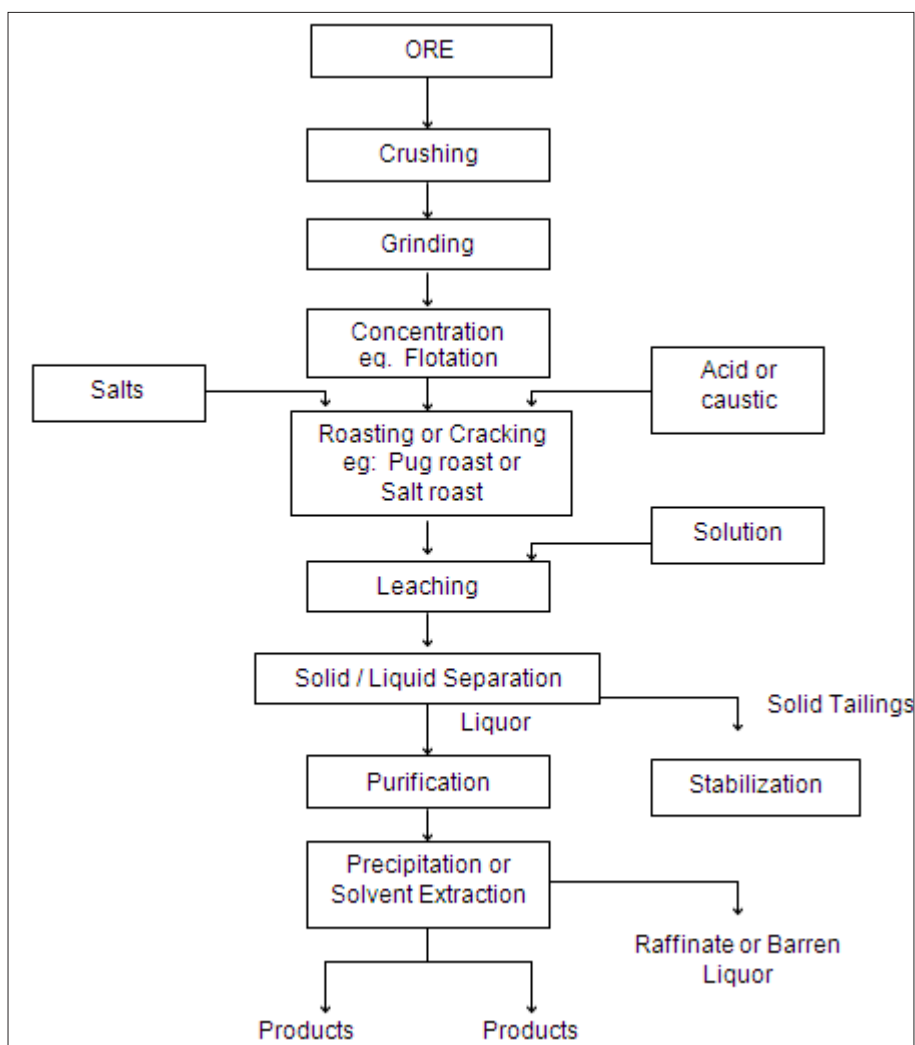 ORE
Crushing
Grinding
Concentration
eq. Flotation
Salts
Acid or
caustic
Roasting or Cracking
eg: Pug roast or
Salt roast
Solution
Leaching
Solid / Liquid Separation
Solid Tailings
Liquor
Purification
Stabilization
Precipitation or
Solvent Extraction
Raffinate or Barren
Liquor
Products
Products